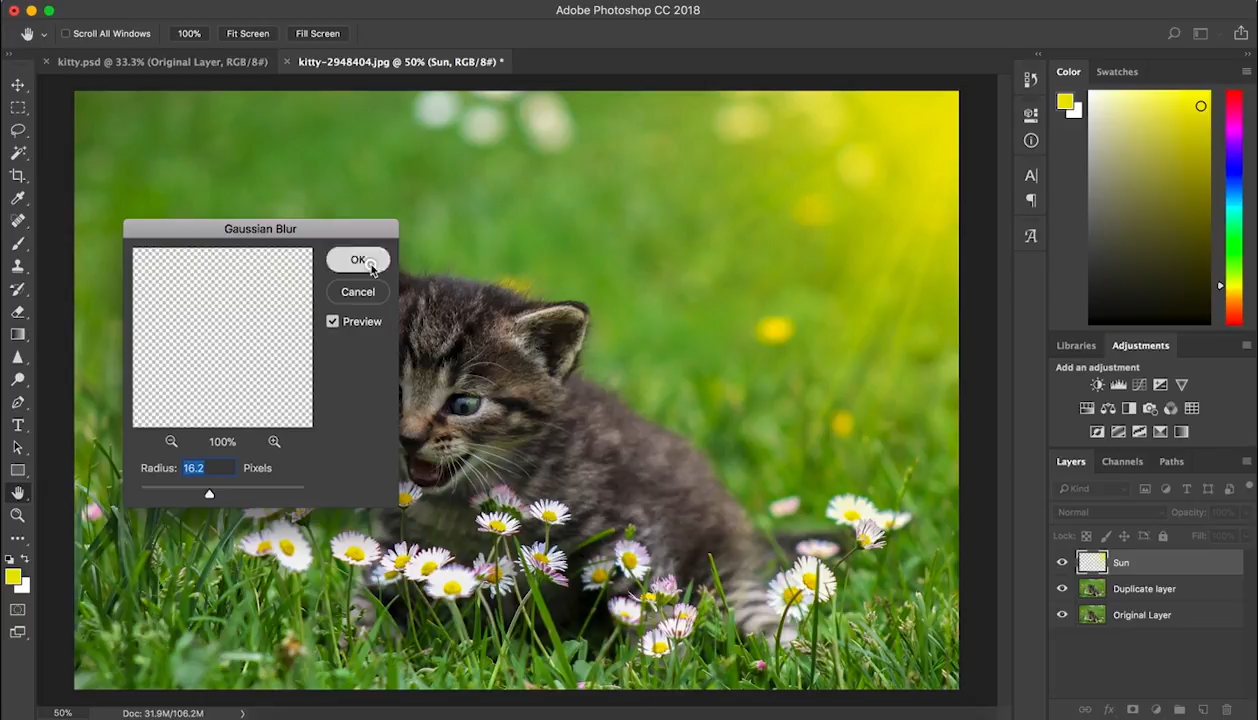 Adobe Photoshop CC 2018
Scroll All Windows 100% Fit Screen Fill Screen
kitty.psd @ 33.3% (Original Layer, RGB/8#)
kitty-2948404.jpg @ 50% (Sun, RGB/8#) *
Gaussian Blur
OK
Cancel
Preview
100%
Radius: 16.2 Pixels
Color Swatches
Libraries Adjustments
Add an adjustment
Layers Channels Paths
Kind
Normal Opacity: 100%
Lock: Fill: 100%
Sun
Duplicate layer
Original Layer
50% Doc: 31.9M/106.2M